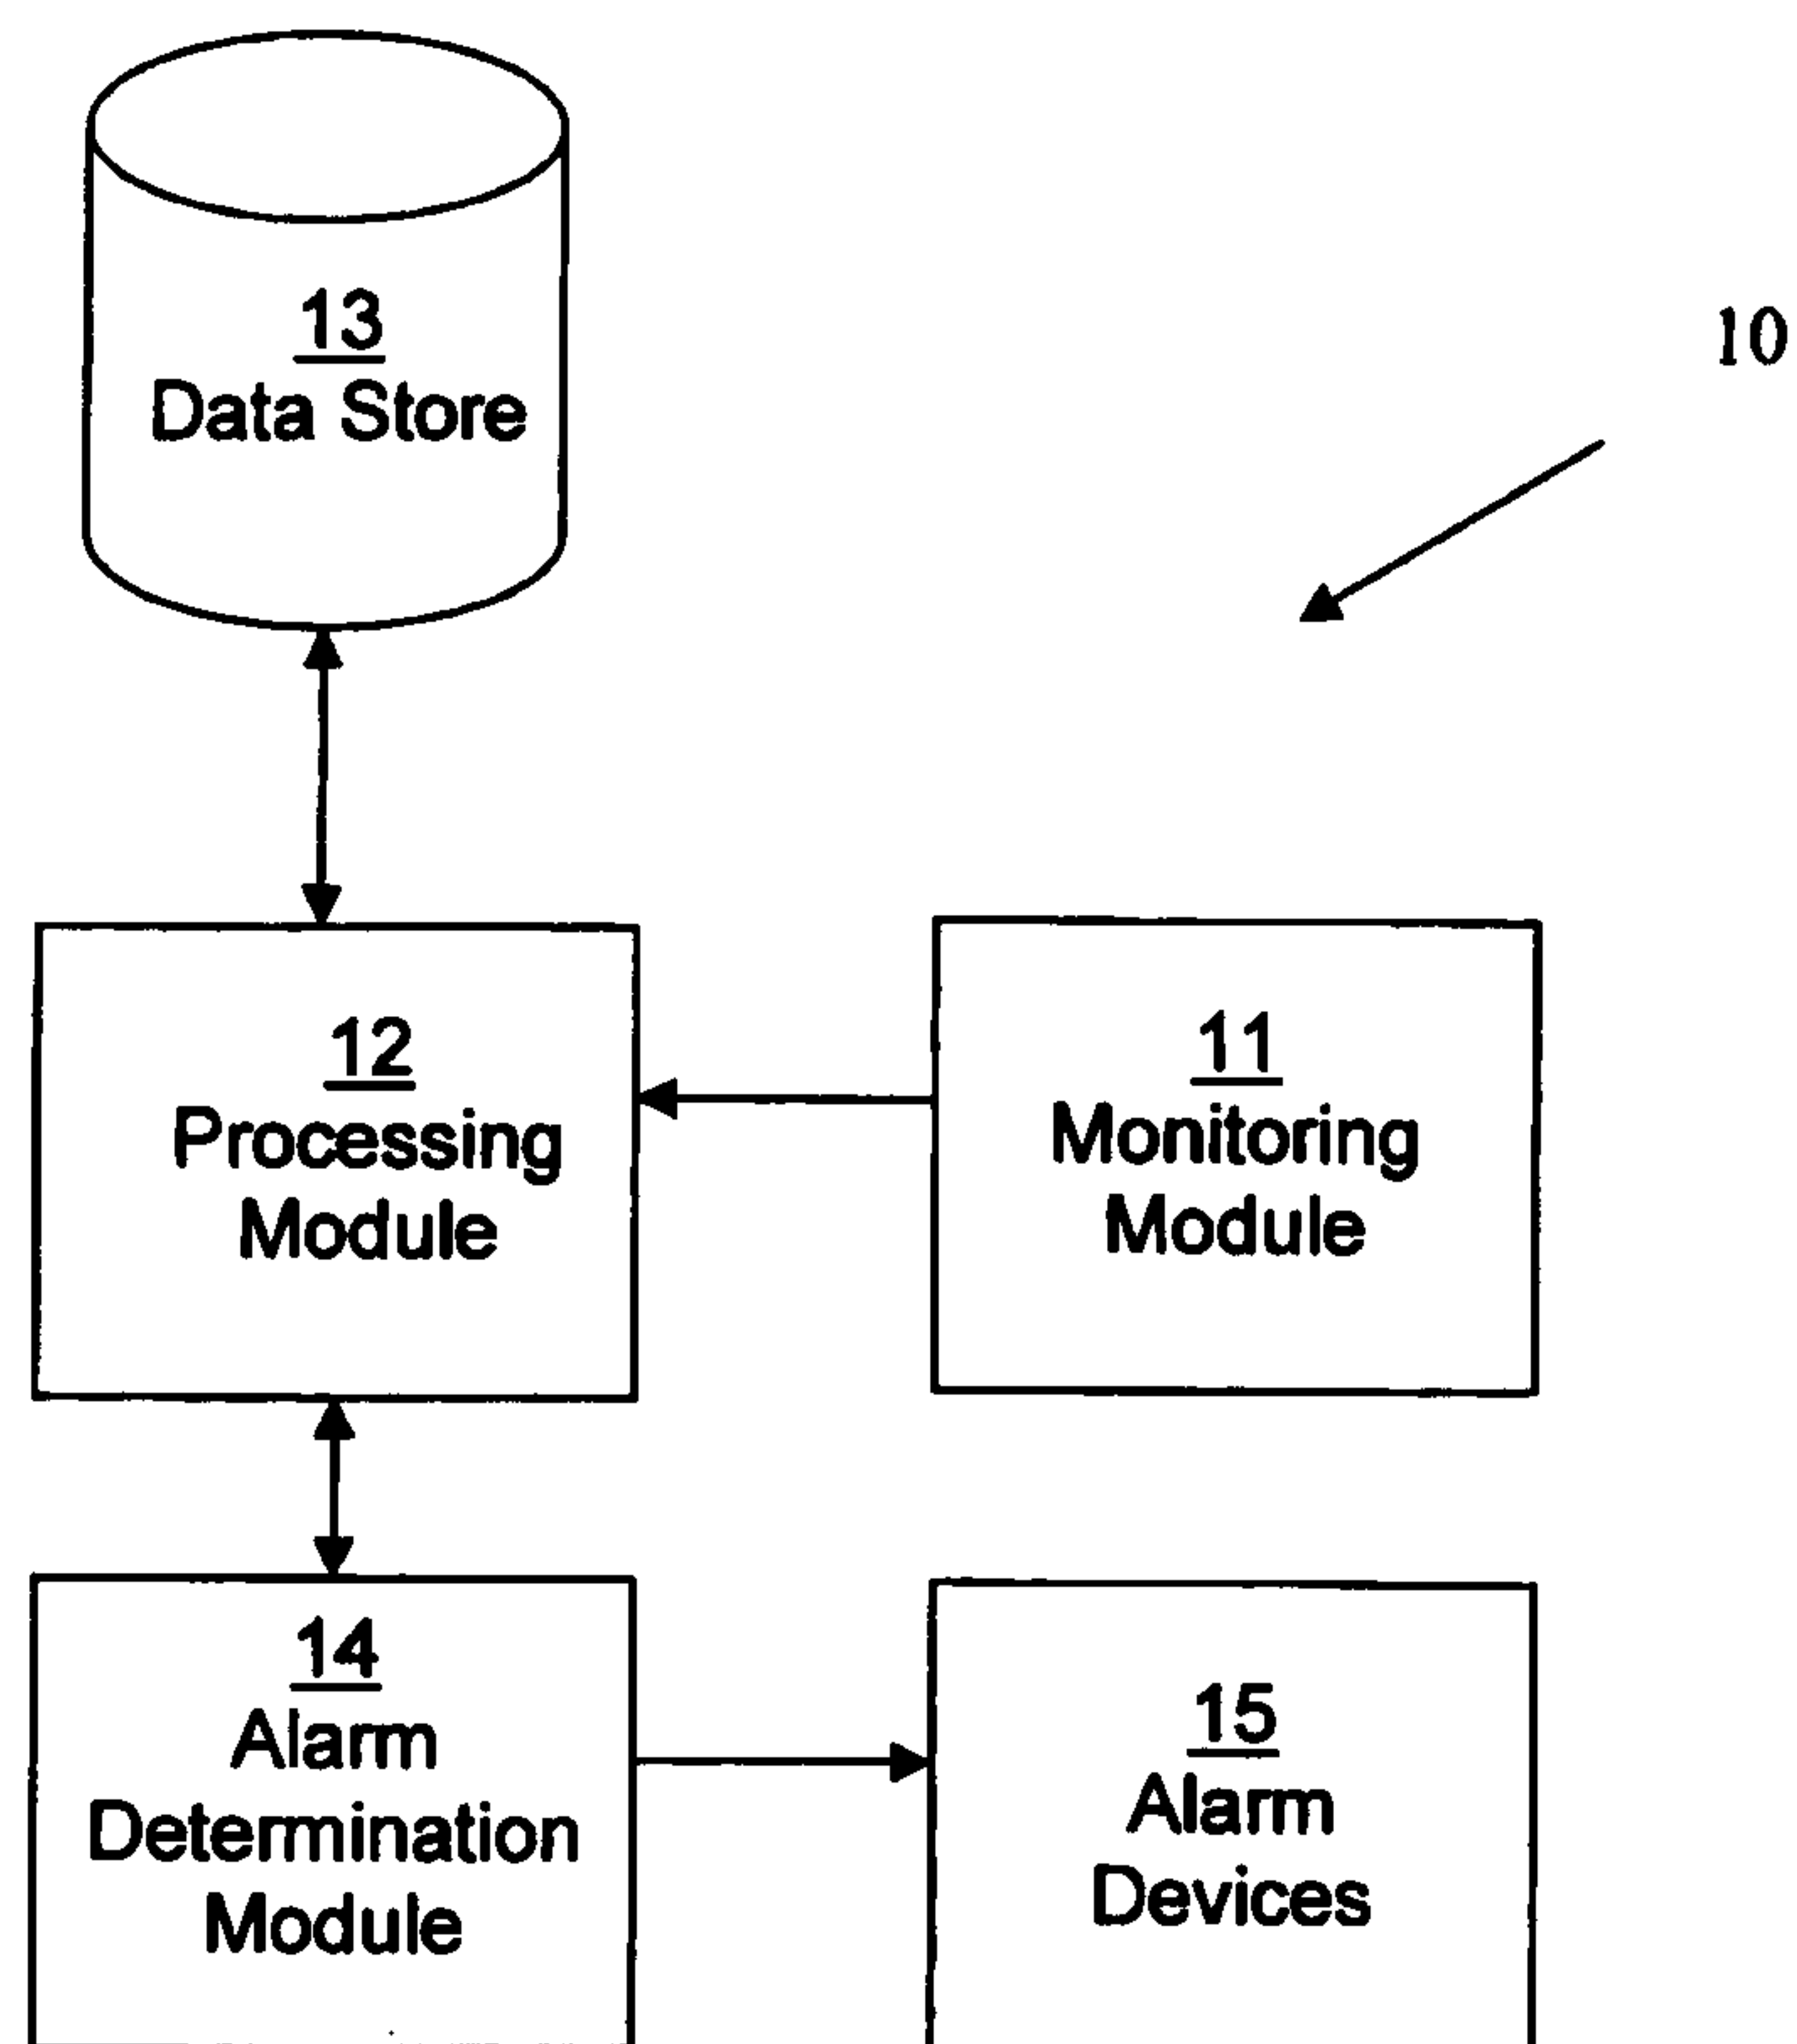 13
Data Store
10
12
Processing
Module
11
Monitoring
Module
14
Alarm
Determination
Module
15
Alarm
Devices